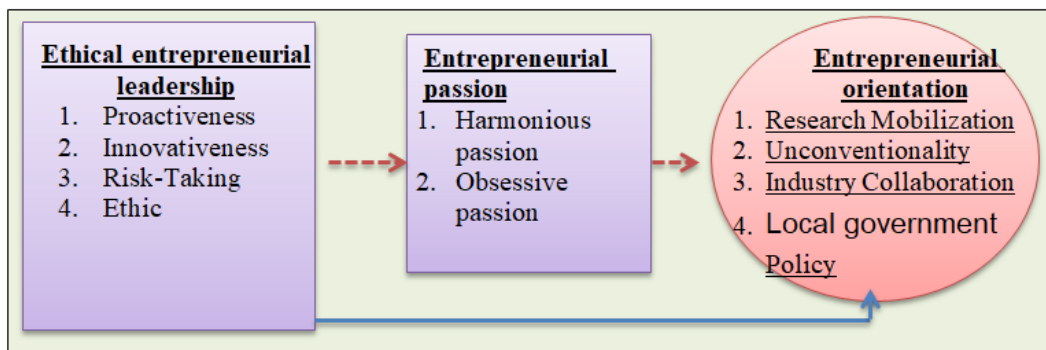 Ethical entrepreneurial
leadership
1. Proactiveness
2. Innovativeness
3. Risk-Taking
4. Ethic
Entrepreneurial
passion
1. Harmonious
passion
2. Obsessive
passion
Entrepreneurial
orientation
1. Research Mobilization
2. Unconventionality
3. Industry Collaboration
4. Local government
Policy